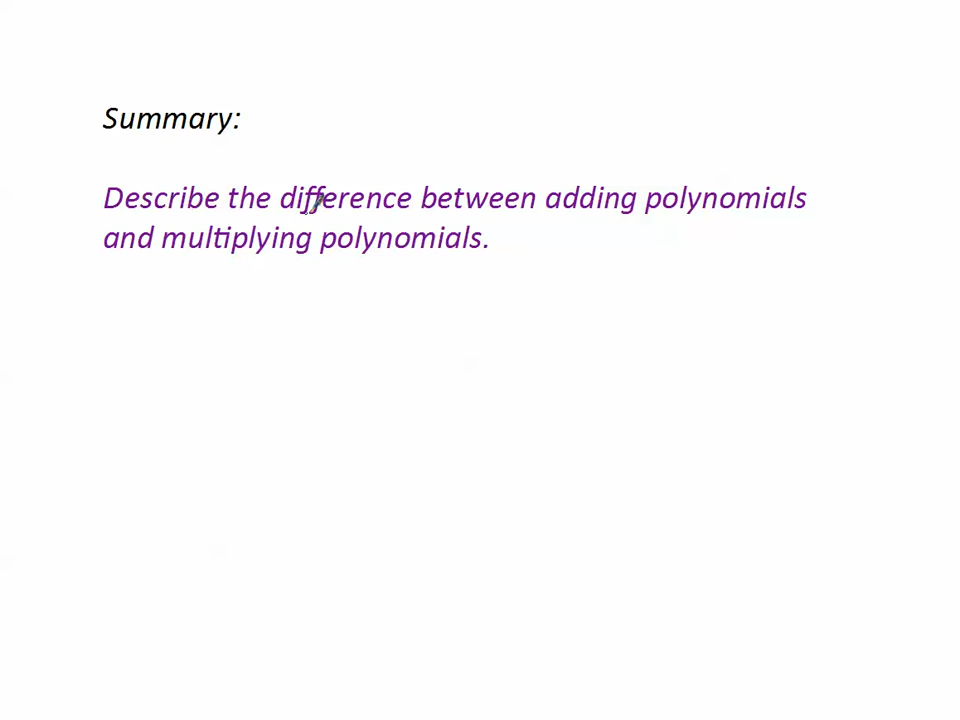 Summary:
Describe the difference between adding polynomials
and multiplying polynomials.